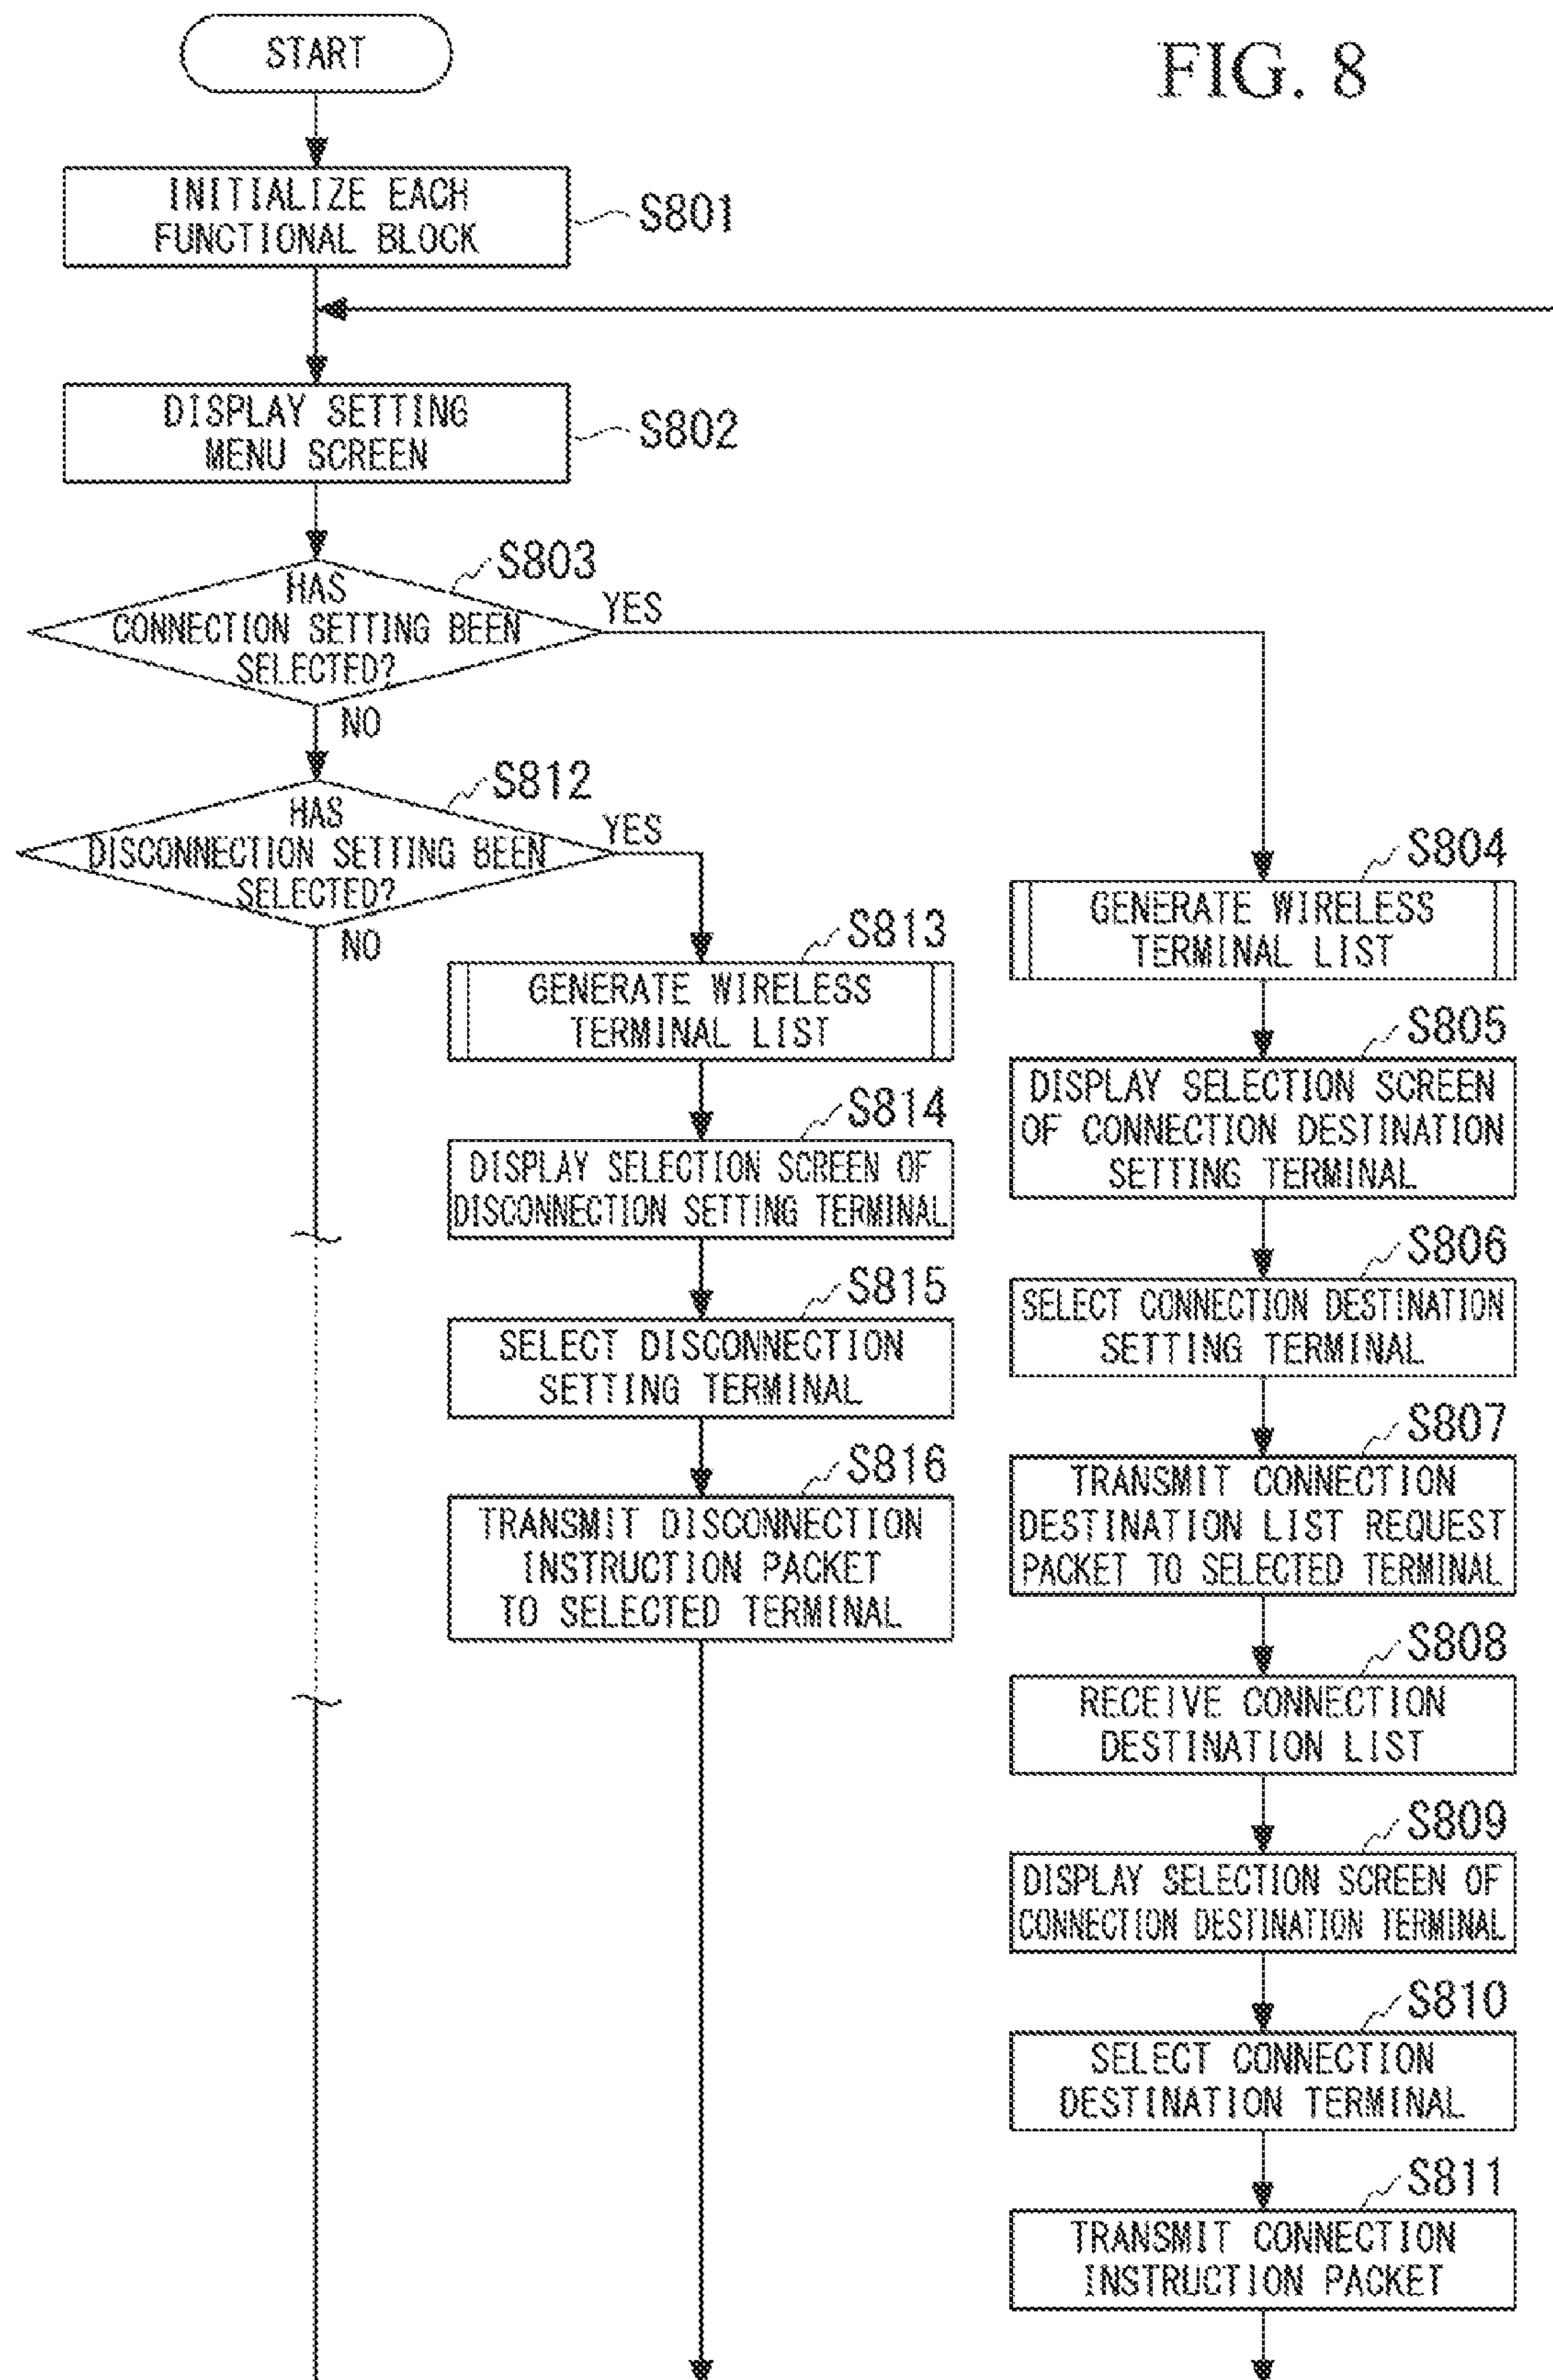 FIG. 8
START
INITIALIZE EACH
FUNCTIONAL BLOCK
S801
DISPLAY SETTING
MENU SCREEN
S802
S803
HAS
CONNECTION SETTING BEEN
SELECTED?
YES
NO
S812
HAS
DISCONNECTION SETTING BEEN
SELECTED?
YES
NO
S813
GENERATE WIRELESS
TERMINAL LIST
S814
DISPLAY SELECTION SCREEN OF
DISCONNECTION SETTING TERMINAL
S815
SELECT DISCONNECTION
SETTING TERMINAL
S816
TRANSMIT DISCONNECTION
INSTRUCTION PACKET
TO SELECTED TERMINAL
S804
GENERATE WIRELESS
TERMINAL LIST
S805
DISPLAY SELECTION SCREEN
OF CONNECTION DESTINATION
SETTING TERMINAL
S806
SELECT CONNECTION DESTINATION
SETTING TERMINAL
S807
TRANSMIT CONNECTION
DESTINATION LIST REQUEST
PACKET TO SELECTED TERMINAL
S808
RECEIVE CONNECTION
DESTINATION LIST
S809
DISPLAY SELECTION SCREEN OF
CONNECTION DESTINATION TERMINAL
S810
SELECT CONNECTION
DESTINATION TERMINAL
S811
TRANSMIT CONNECTION
INSTRUCTION PACKET